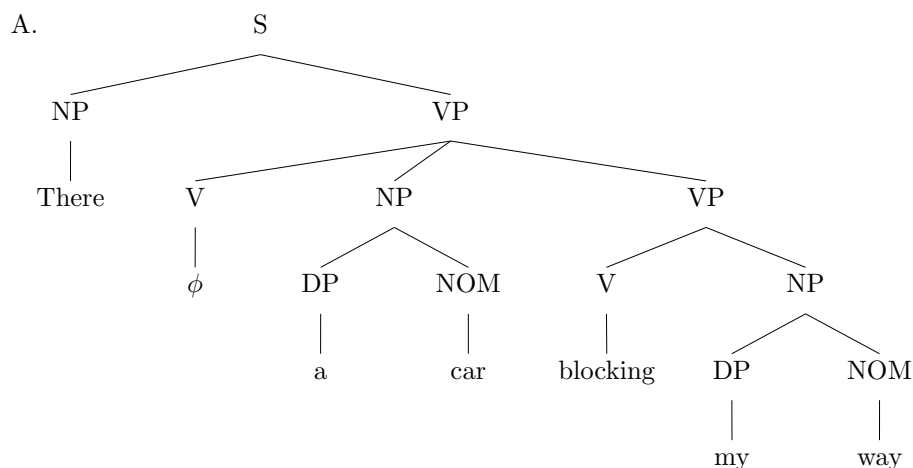 A. S
NP VP
There V NP VP
ϕ DP NOM V NP
a car blocking DP NOM
my way